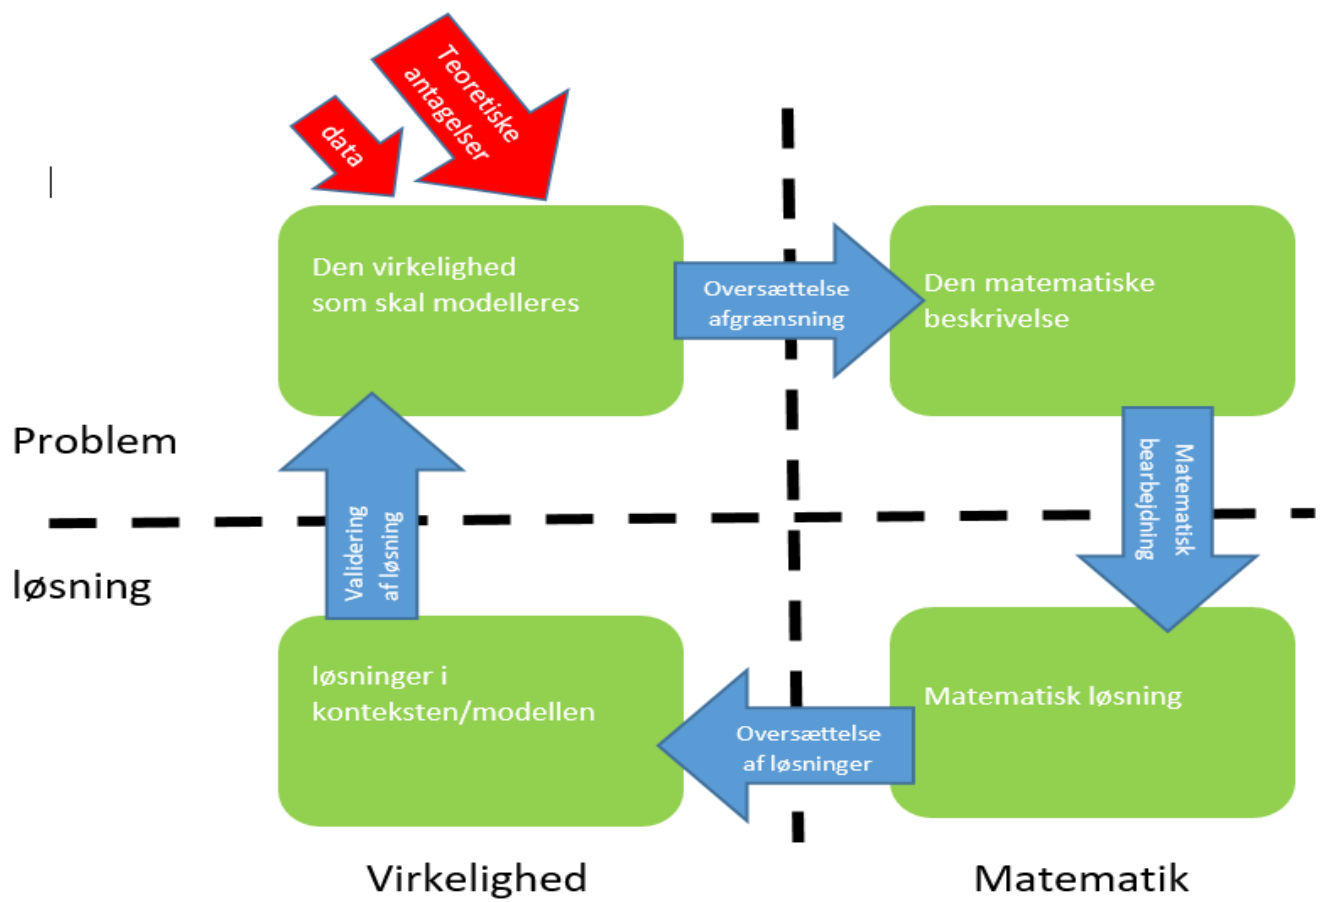 Teoretiske
antagelser
data
Den virkelighed
som skal modelleres
Oversættelse
afgrænsning
Den matematiske
beskrivelse
Problem
Matematisk
bearbejdning
Validering
af løsning
løsning
løsninger i
konteksten/modellen
Oversættelse
af løsninger
Matematisk løsning
Virkelighed
Matematik